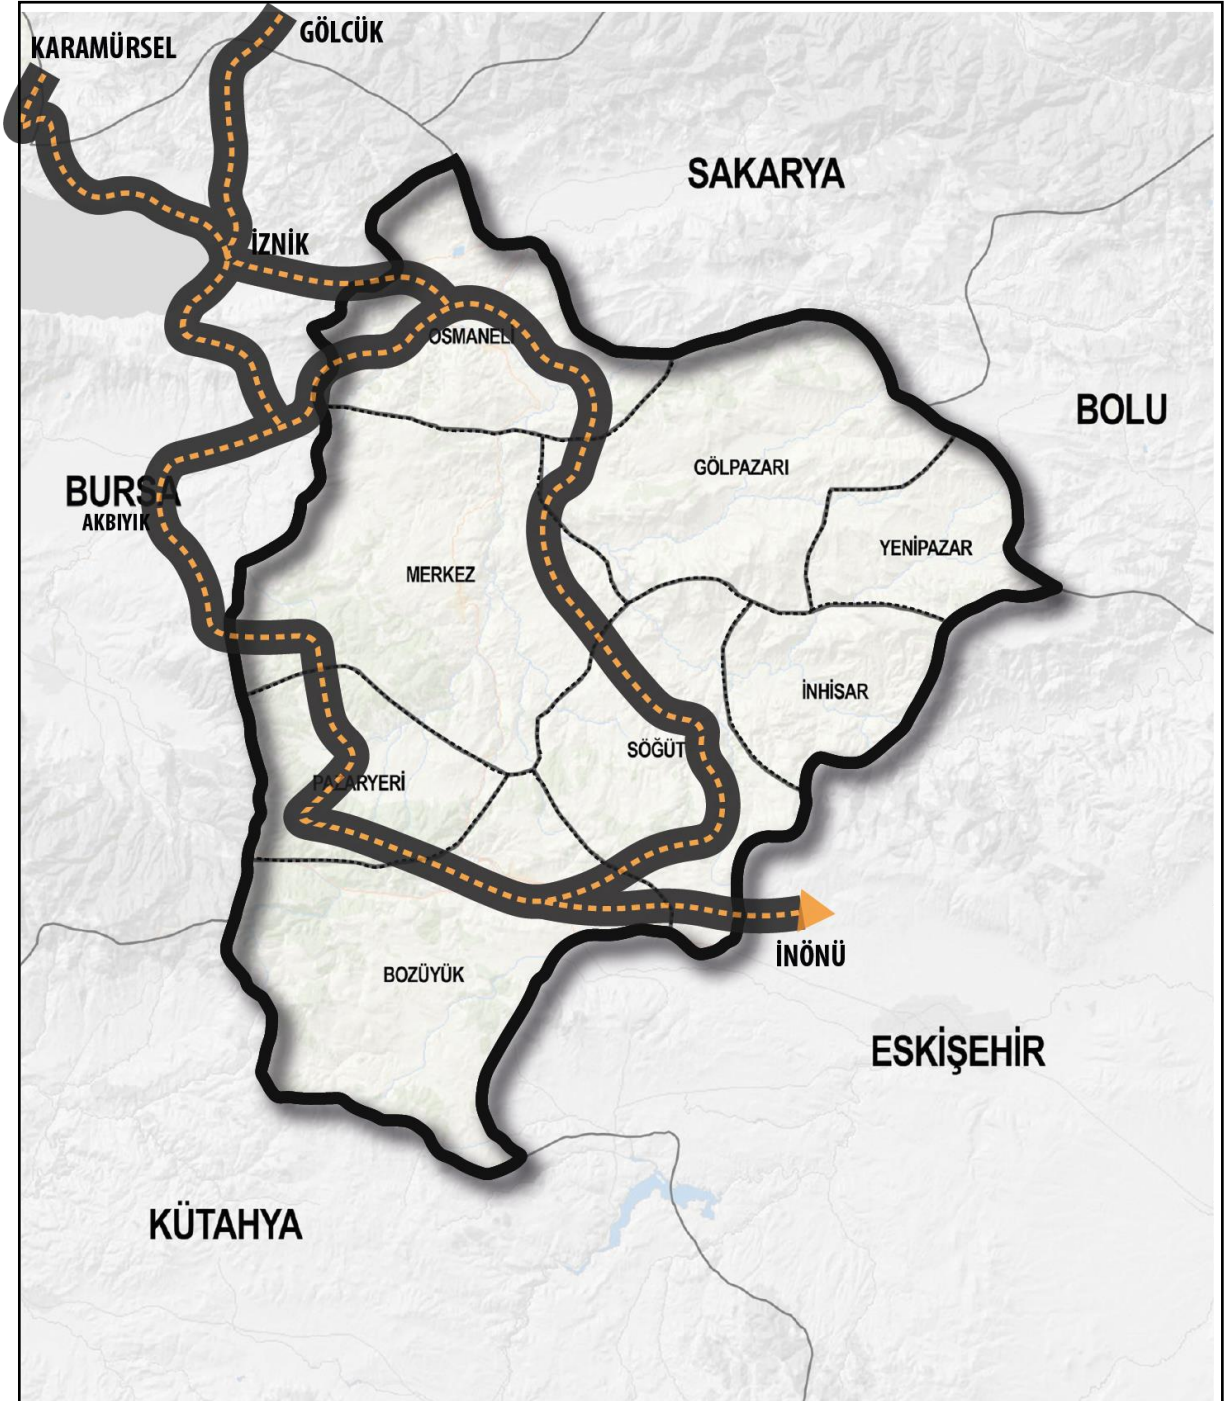 GÖLCÜK
KARAMÜRSEL
SAKARYA
İZNİK
OSMANELİ
BOLU
GÖLPAZARI
BURSA
AKBIYIK
YENİPAZAR
MERKEZ
İNHİSAR
SÖĞÜT
PAZARYERİ
İNÖNÜ
BOZÜYÜK
ESKİŞEHİR
KÜTAHYA